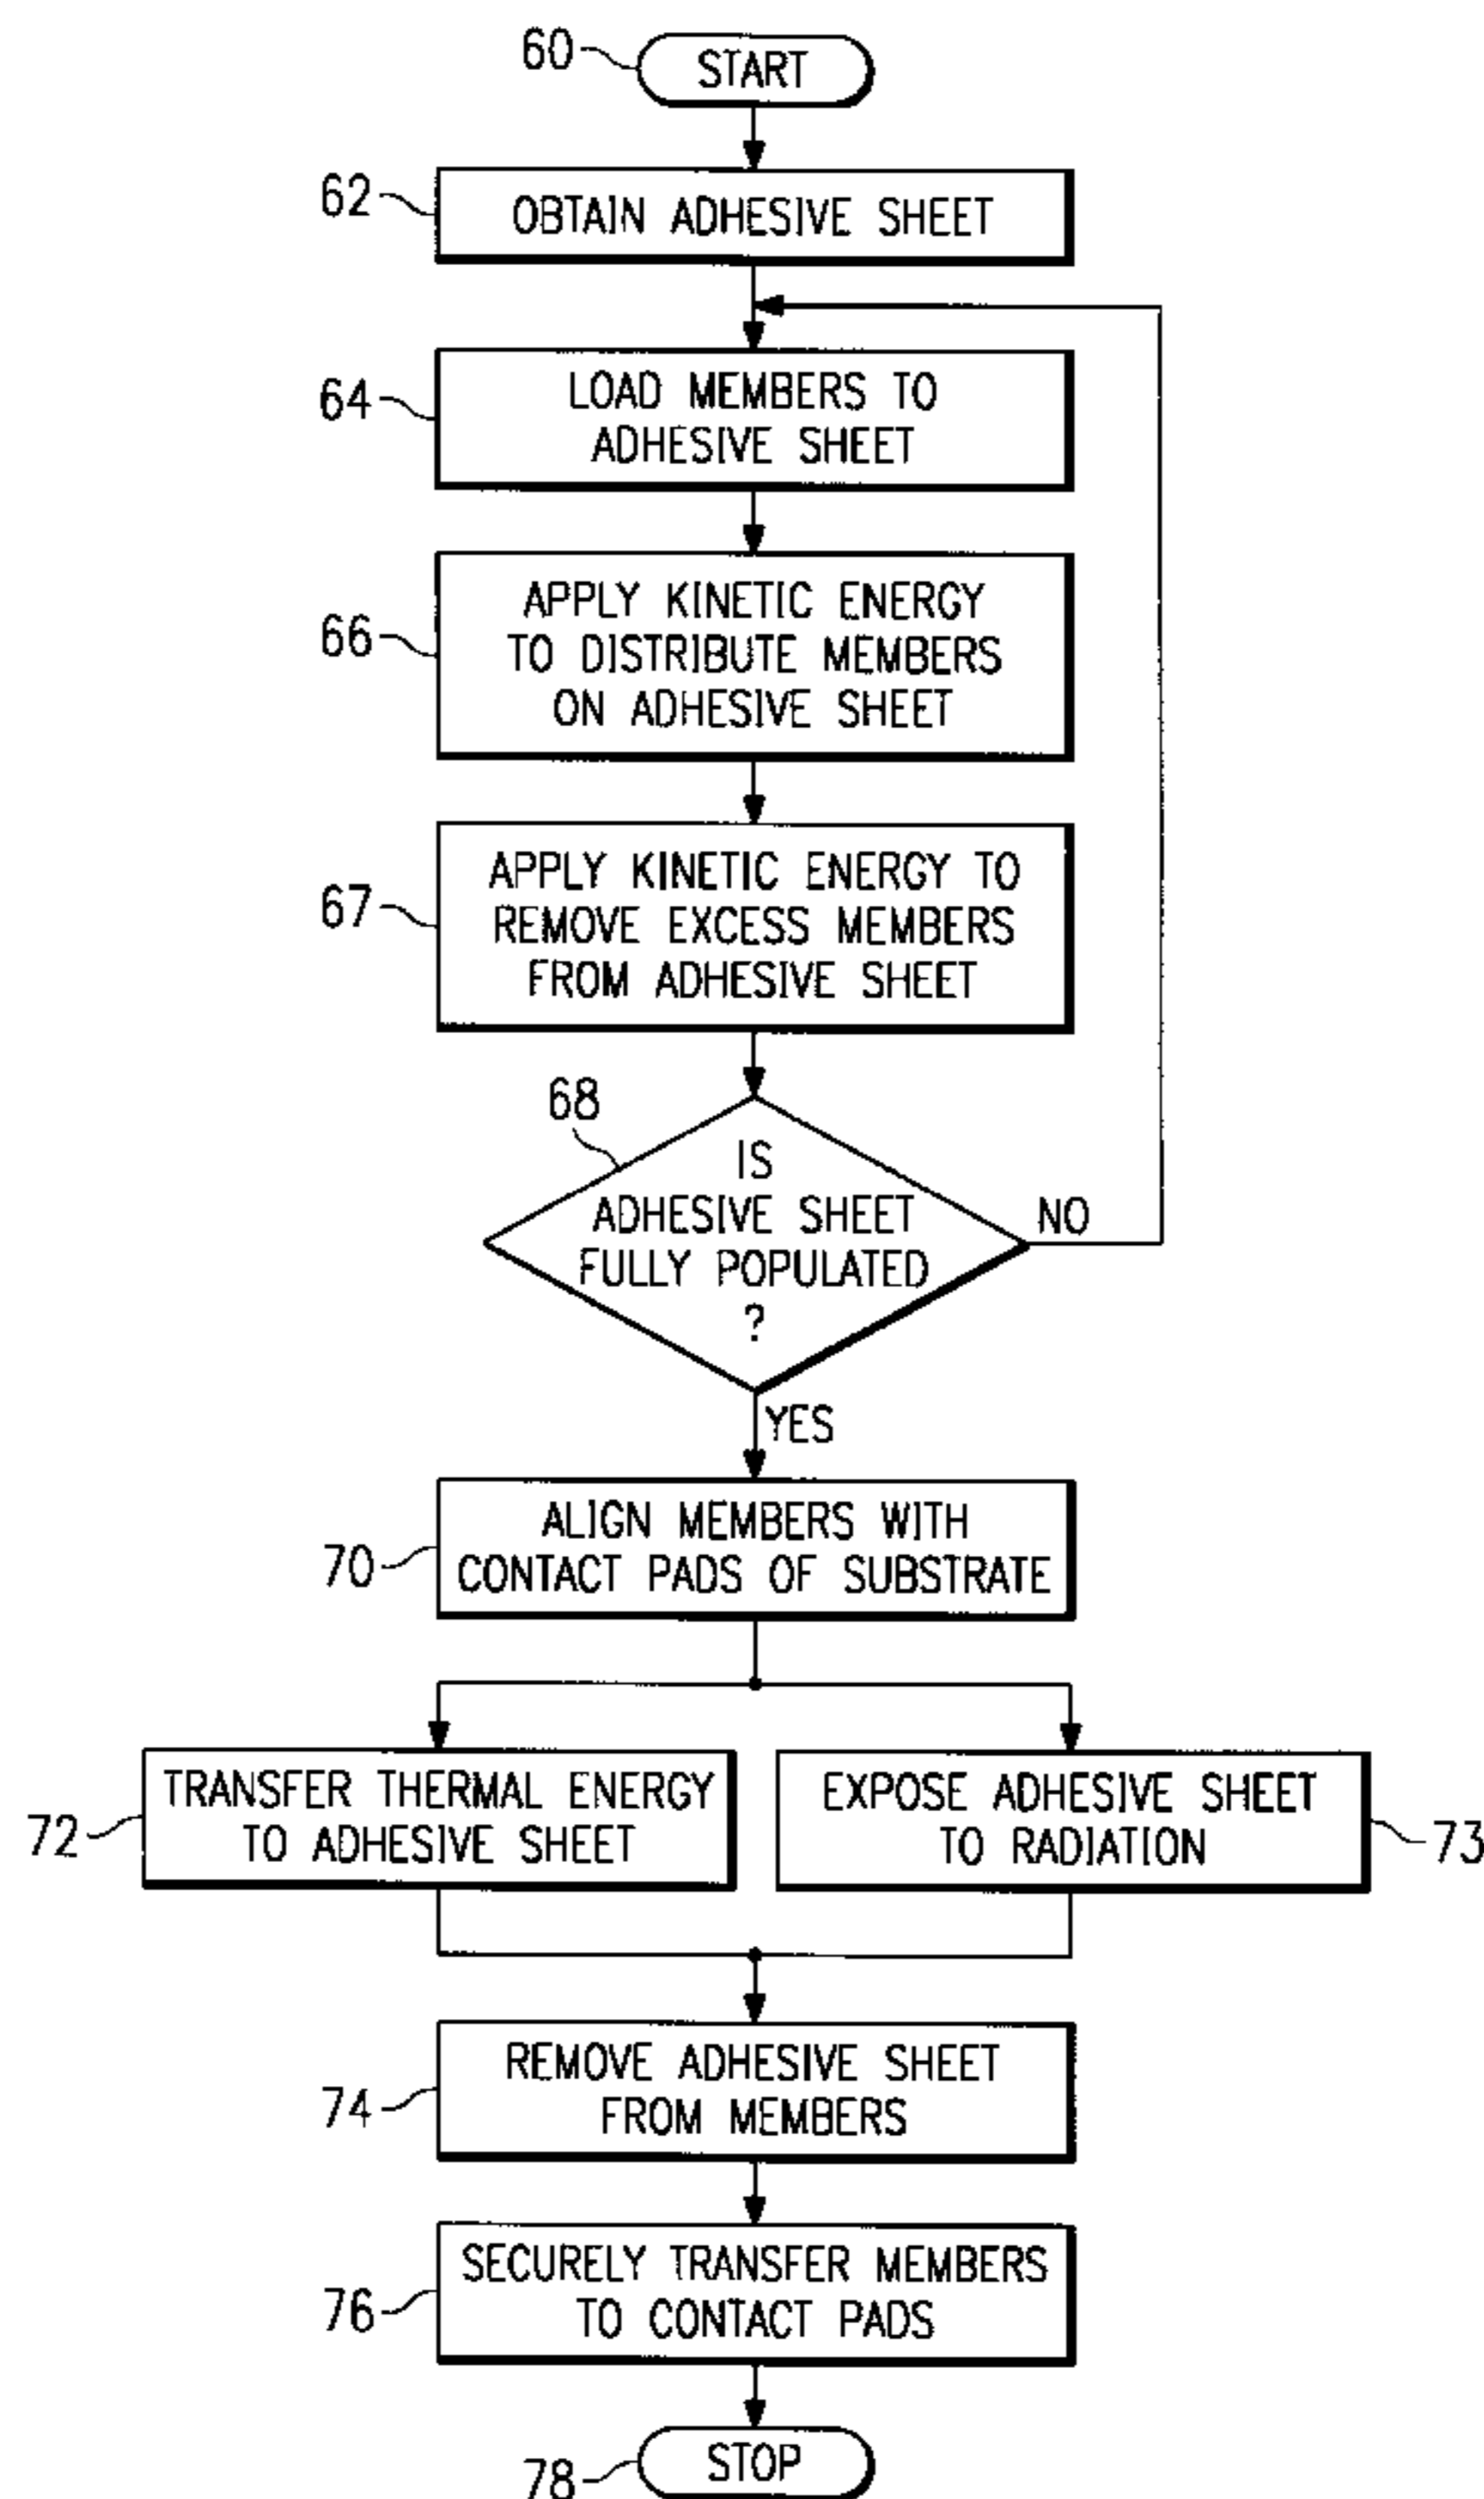 60
START
62
OBTAIN ADHESIVE SHEET
64
LOAD MEMBERS TO
ADHESIVE SHEET
66
APPLY KINETIC ENERGY
TO DISTRIBUTE MEMBERS
ON ADHESIVE SHEET
67
APPLY KINETIC ENERGY TO
REMOVE EXCESS MEMBERS
FROM ADHESIVE SHEET
68
IS
ADHESIVE SHEET
FULLY POPULATED
?
NO
YES
70
ALIGN MEMBERS WITH
CONTACT PADS OF SUBSTRATE
72
TRANSFER THERMAL ENERGY
TO ADHESIVE SHEET
EXPOSE ADHESIVE SHEET
TO RADIATION
73
74
REMOVE ADHESIVE SHEET
FROM MEMBERS
76
SECURELY TRANSFER MEMBERS
TO CONTACT PADS
78
STOP